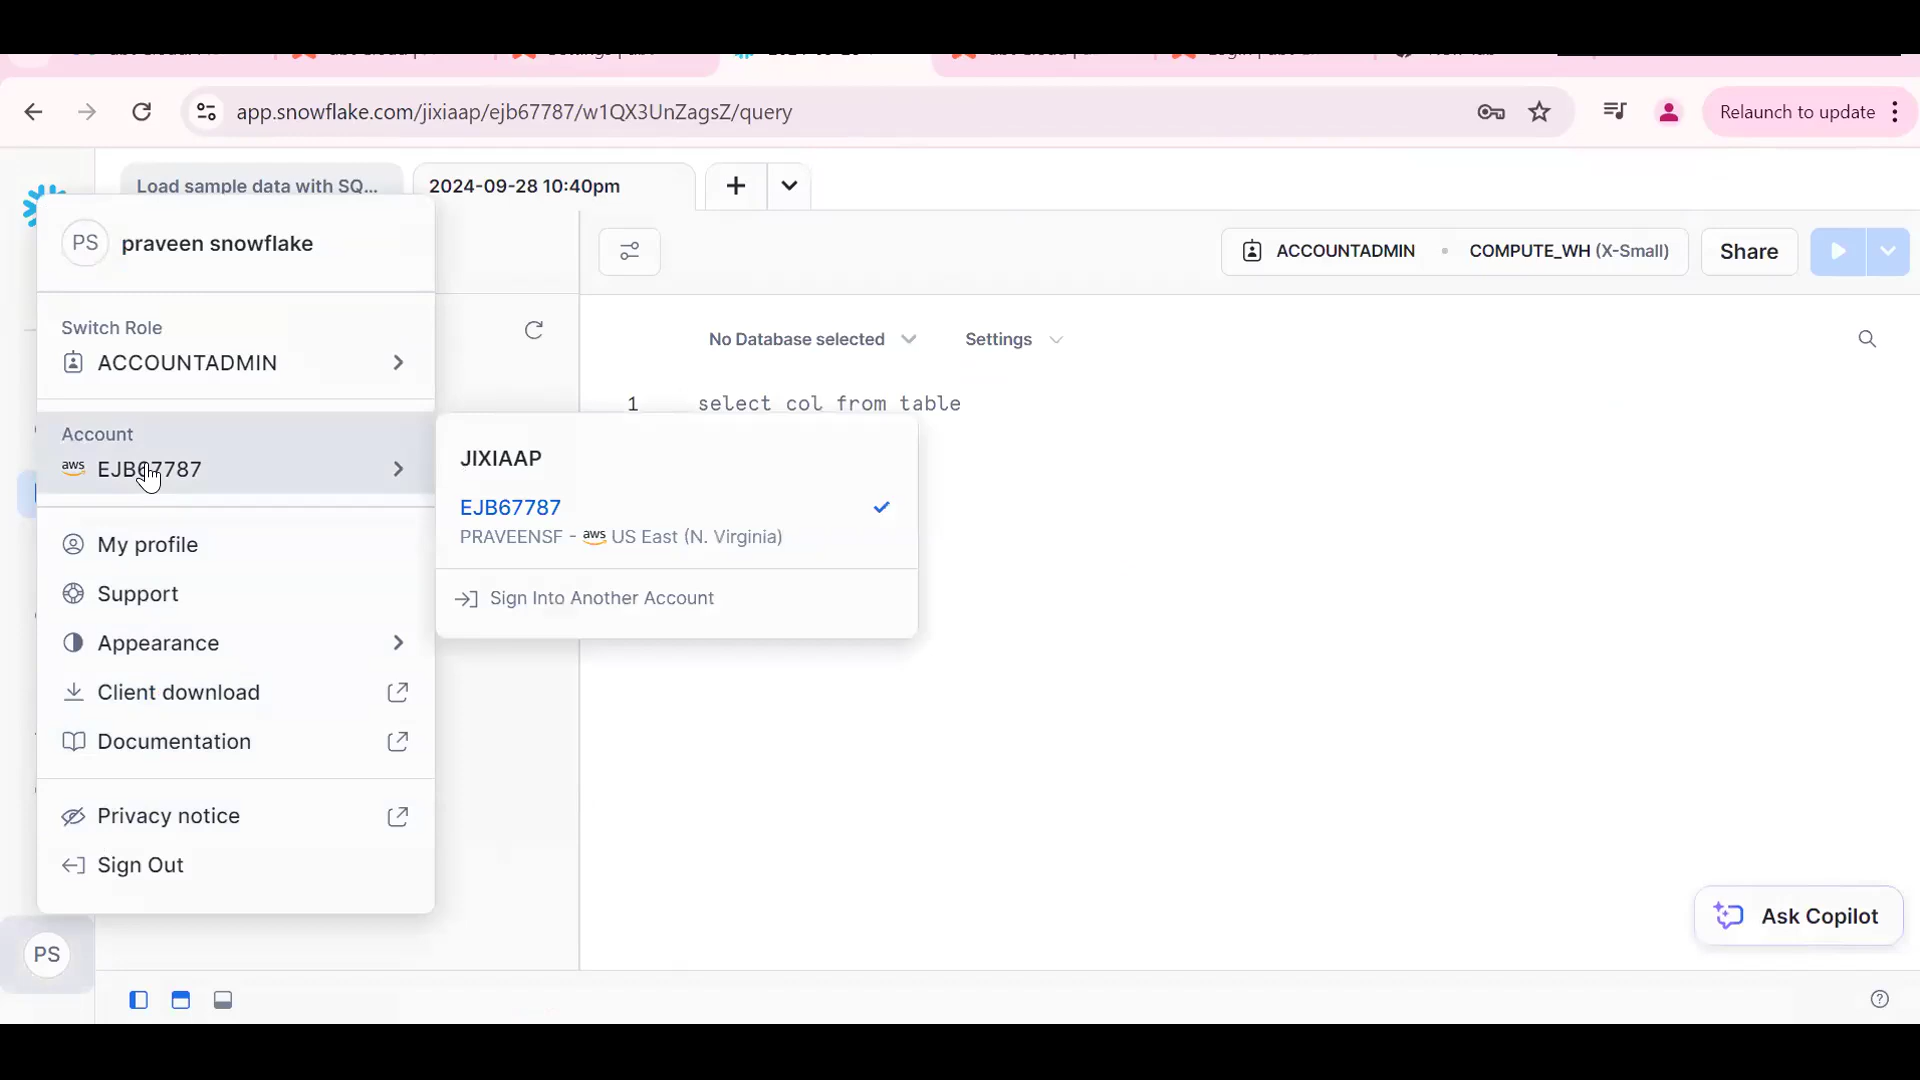 app.snowflake.com/jixiaap/ejb67787/w1QX3UnZagsZ/query
Relaunch to update
Load sample data with SQ...
2024-09-28 10:40pm
PS
praveen snowflake
ACCOUNTADMIN
COMPUTE_WH (X-Small)
Share
Switch Role
ACCOUNTADMIN
No Database selected
Settings
1
select col from table
Account
aws
EJB67787
JIXIAAP
EJB67787
PRAVEENSF - aws US East (N. Virginia)
Sign Into Another Account
My profile
Support
Appearance
Client download
Documentation
Privacy notice
Sign Out
Ask Copilot
PS